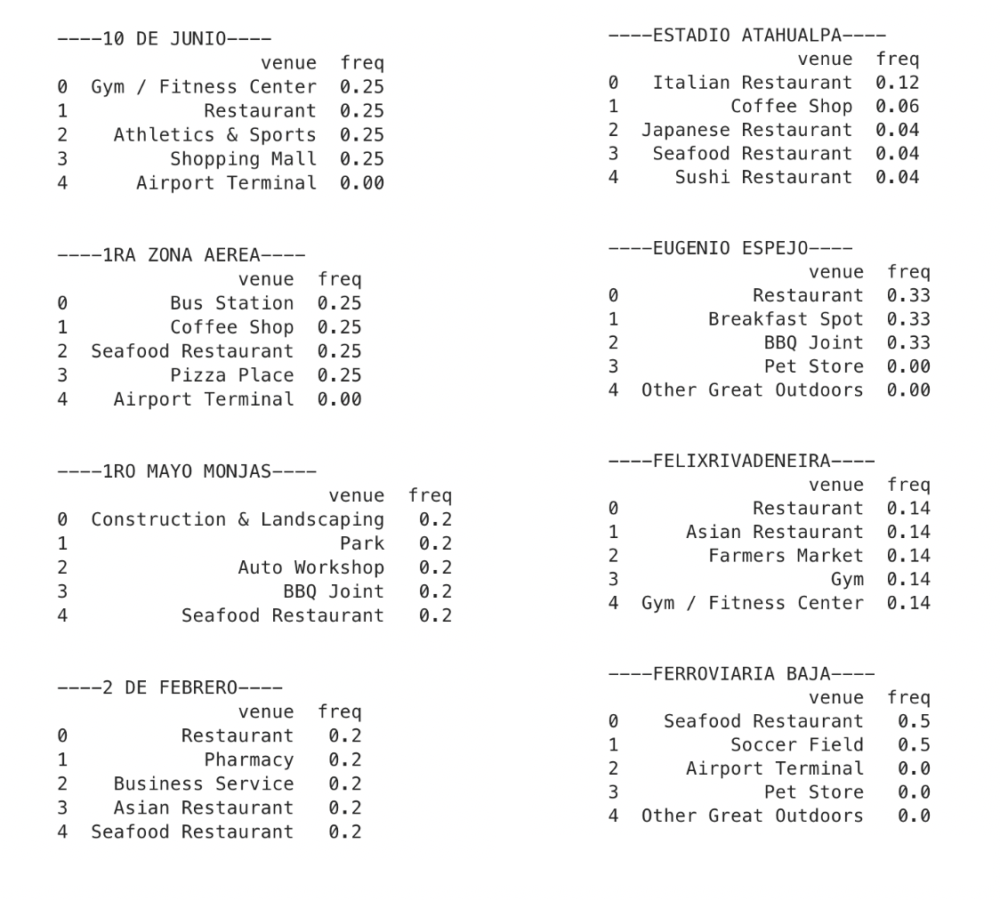 ----10 DE JUNIO----
venue freq
0 Gym / Fitness Center 0.25
1 Restaurant 0.25
2 Athletics & Sports 0.25
3 Shopping Mall 0.25
4 Airport Terminal 0.00
----1RA ZONA AEREA----
venue freq
0 Bus Station 0.25
1 Coffee Shop 0.25
2 Seafood Restaurant 0.25
3 Pizza Place 0.25
4 Airport Terminal 0.00
----1RO MAYO MONJAS----
venue freq
0 Construction & Landscaping 0.2
1 Park 0.2
2 Auto Workshop 0.2
3 BBQ Joint 0.2
4 Seafood Restaurant 0.2
----2 DE FEBRERO----
venue freq
0 Restaurant 0.2
1 Pharmacy 0.2
2 Business Service 0.2
3 Asian Restaurant 0.2
4 Seafood Restaurant 0.2
----ESTADIO ATAHUALPA----
venue freq
0 Italian Restaurant 0.12
1 Coffee Shop 0.06
2 Japanese Restaurant 0.04
3 Seafood Restaurant 0.04
4 Sushi Restaurant 0.04
----EUGENIO ESPEJO----
venue freq
0 Restaurant 0.33
1 Breakfast Spot 0.33
2 BBQ Joint 0.33
3 Pet Store 0.00
4 Other Great Outdoors 0.00
----FELIXRIVADENEIRA----
venue freq
0 Restaurant 0.14
1 Asian Restaurant 0.14
2 Farmers Market 0.14
3 Gym 0.14
4 Gym / Fitness Center 0.14
----FERROVIARIA BAJA----
venue freq
0 Seafood Restaurant 0.5
1 Soccer Field 0.5
2 Airport Terminal 0.0
3 Pet Store 0.0
4 Other Great Outdoors 0.0